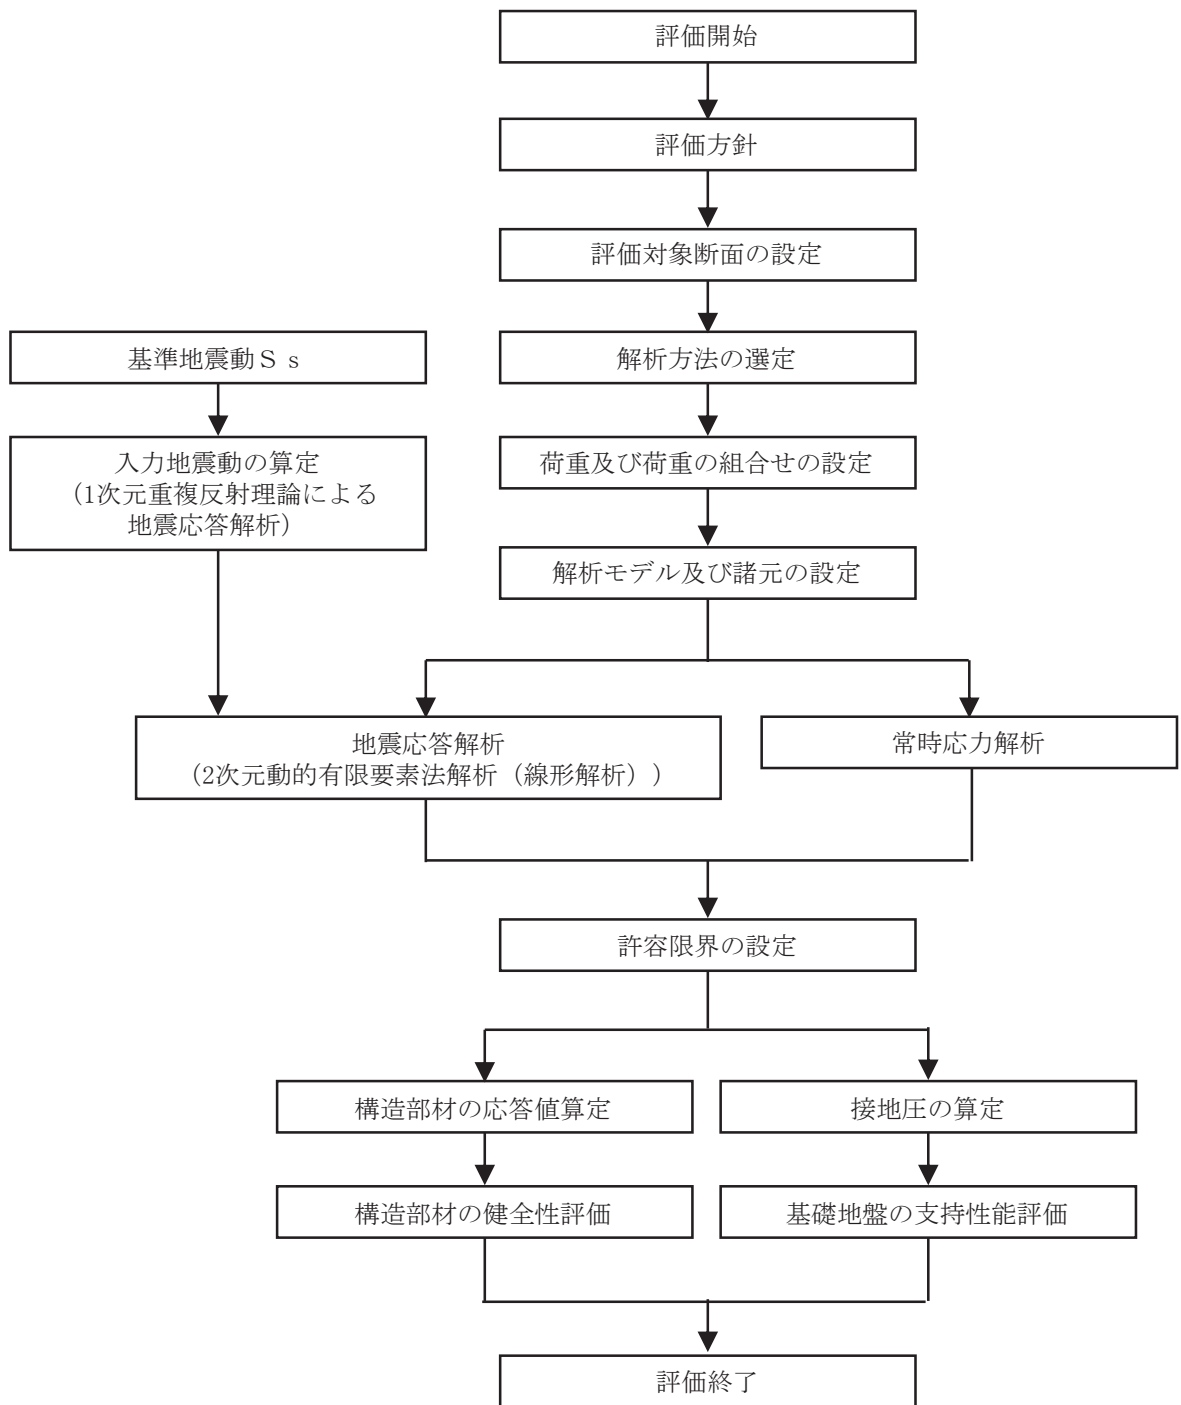 評価開始
評価方針
評価対象断面の設定
基準地震動Ｓｓ
解析方法の選定
入力地震動の算定
（1次元重複反射理論による
地震応答解析）
荷重及び荷重の組合せの設定
解析モデル及び諸元の設定
地震応答解析
（2次元動的有限要素法解析（線形解析））
常時応力解析
許容限界の設定
構造部材の応答値算定
接地圧の算定
構造部材の健全性評価
基礎地盤の支持性能評価
評価終了